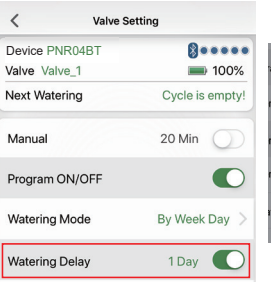 Valve Setting
Device PNR04BT
Valve Valve_1 100%
Next Watering Cycle is empty!
Manual 20 Min
Program ON/OFF
Watering Mode By Week Day
Watering Delay 1 Day